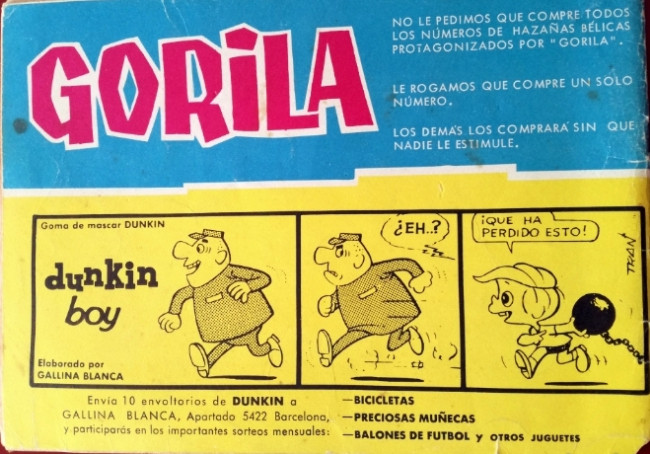 GORiLA
NO LE PEDIMOS QUE COMPRE TODOS
LOS NÚMEROS DE HAZAÑAS BÉLICAS
PROTAGONIZADOS POR "GORILA".
LE ROGAMOS QUE COMPRE UN SOLO
NÚMERO.
LOS DEMÁS LOS COMPRARÁ SIN QUE
NADIE LE ESTIMULE.
Goma de mascar DUNKIN
dunkin
boy
Elaborado por
GALLINA BLANCA
¿EH..?
¡QUE HA
PERDIDO ESTO!
TRAN
Envía 10 envoltorios de DUNKIN a
GALLINA BLANCA, Apartado 5422 Barcelona,
y participarás en los importantes sorteos mensuales:
—BICICLETAS
—PRECIOSAS MUÑECAS
—BALONES DE FUTBOL y OTROS JUGUETES